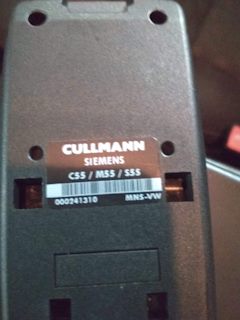 CULLMANN
SIEMENS
C55 / M55 / S55
000241310 MNS-VW